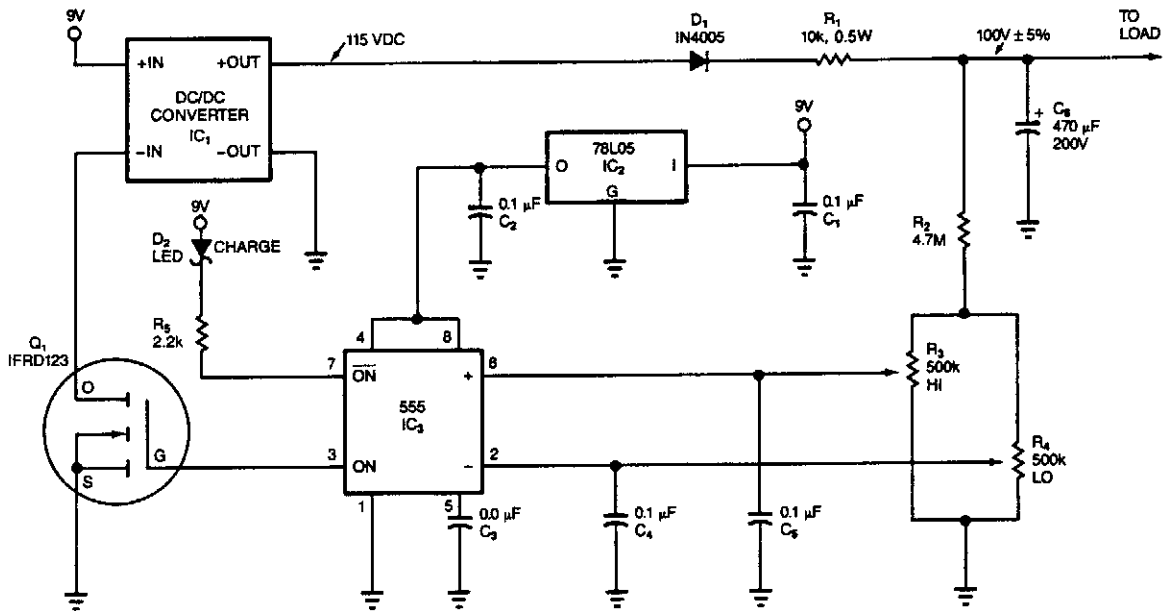 9V
+IN
+OUT
DC/DC
CONVERTER
IC1
-IN
-OUT
115 VDC
D1
IN4005
R1
10k, 0.5W
100V ± 5%
TO
LOAD
+
C6
470 µF
200V
9V
78L05
IC2
O
I
G
0.1 µF
C2
0.1 µF
C1
R2
4.7M
9V
D2
LED
CHARGE
R5
2.2k
Q1
IFRD123
O
G
S
4
8
7
ON
+
6
555
IC3
3
ON
-
2
1
5
0.0 µF
C3
0.1 µF
C4
0.1 µF
C5
R3
500k
HI
R4
500k
LO